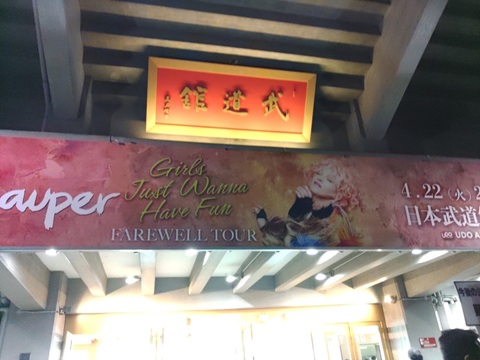 館道武
auper
Girls
Just Wanna
Have Fun
FAREWELL TOUR
4.22(火)2
日本武道
UDO A